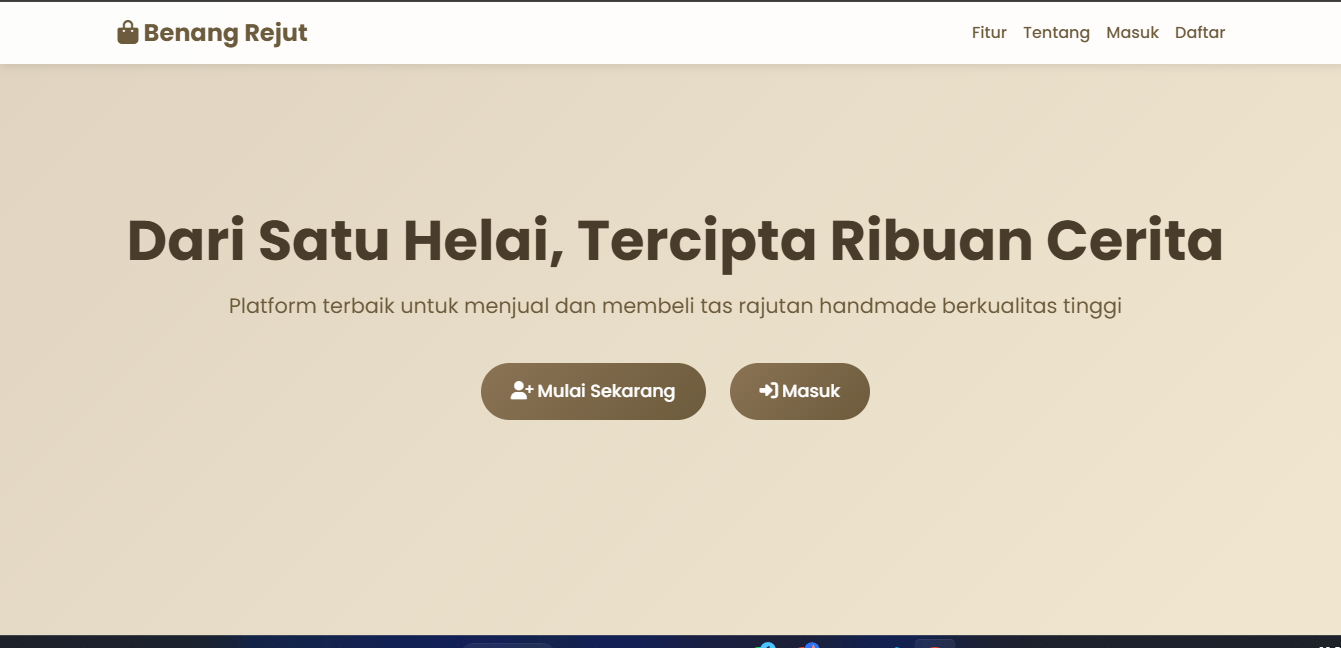 Benang Rejut
Fitur Tentang Masuk Daftar
Dari Satu Helai, Tercipta Ribuan Cerita
Platform terbaik untuk menjual dan membeli tas rajutan handmade berkualitas tinggi
Mulai Sekarang
Masuk